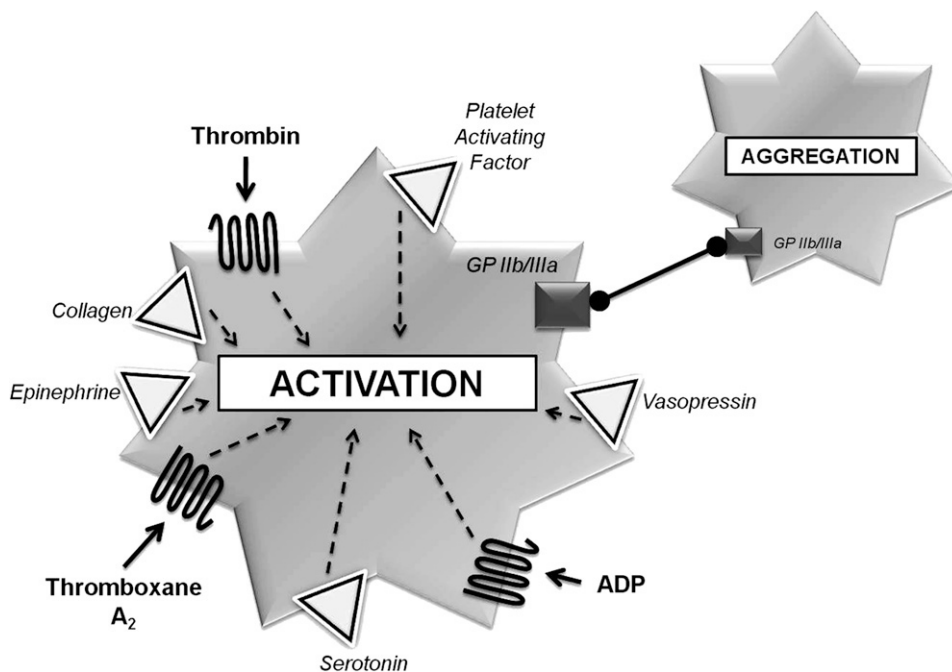 Platelet
Activating
Factor
Thrombin
AGGREGATION
GP IIb/IIIa
GP IIb/IIIa
Collagen
ACTIVATION
Epinephrine
Vasopressin
Thromboxane
A₂
ADP
Serotonin